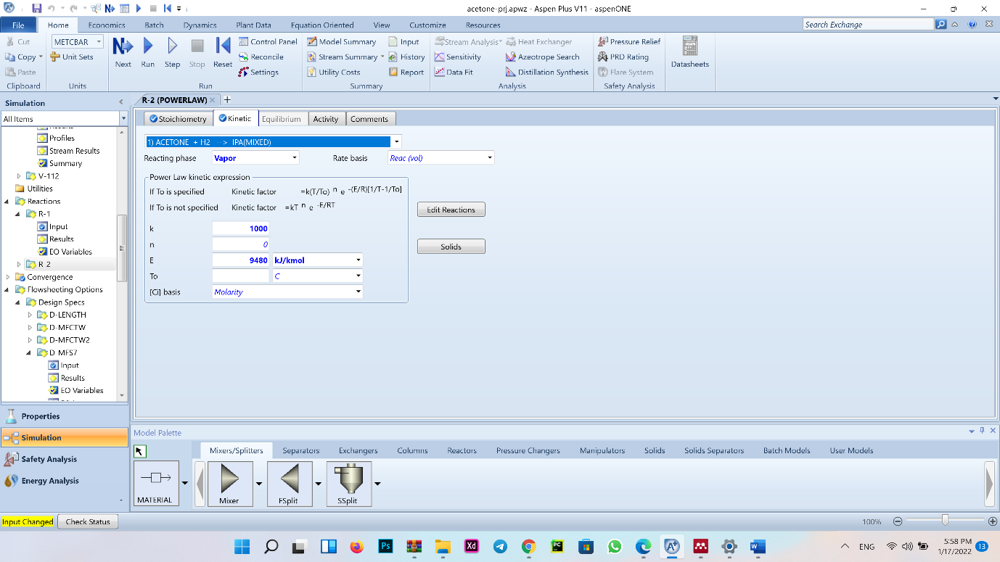 acetone-prj.apwz - Aspen Plus V11 - aspenONE
File Home Economics Batch Dynamics Plant Data Equation Oriented View Customize Resources Search Exchange
Cut METCBAR Control Panel Model Summary Input Stream Analysis Heat Exchanger Pressure Relief
Copy Unit Sets Next Run Step Stop Reset Reconcile Stream Summary History Sensitivity Azeotrope Search PRD Rating Datasheets
Paste Settings Utility Costs Report Data Fit Distillation Synthesis Flare System
Clipboard Units Run Summary Analysis Safety Analysis
Simulation
All Items
Profiles
Stream Results
Summary
V-112
Utilities
Reactions
R-1
Input
Results
EO Variables
R-2
Convergence
Flowsheeting Options
Design Specs
D-LENGTH
D-MFCTW
D-MFCTW2
D-MFS7
Input
Results
EO Variables
Properties
Simulation
Safety Analysis
Energy Analysis
R-2 (POWERLAW)
Stoichiometry Kinetic Equilibrium Activity Comments
1) ACETONE + H2 --> IPA(MIXED)
Reacting phase Vapor Rate basis Reac (vol)
Power Law kinetic expression
If To is specified Kinetic factor =k(T/To) n e -(E/R)[1/T-1/To]
If To is not specified Kinetic factor =kT n e -E/RT
Edit Reactions
k 1000
n 0
Solids
E 9480 kJ/kmol
To C
[Ci] basis Molarity
Model Palette
Mixers/Splitters Separators Exchangers Columns Reactors Pressure Changers Manipulators Solids Solids Separators Batch Models User Models
MATERIAL Mixer FSplit SSplit
Input Changed Check Status 100%
ENG 5:58 PM 13
1/17/2022